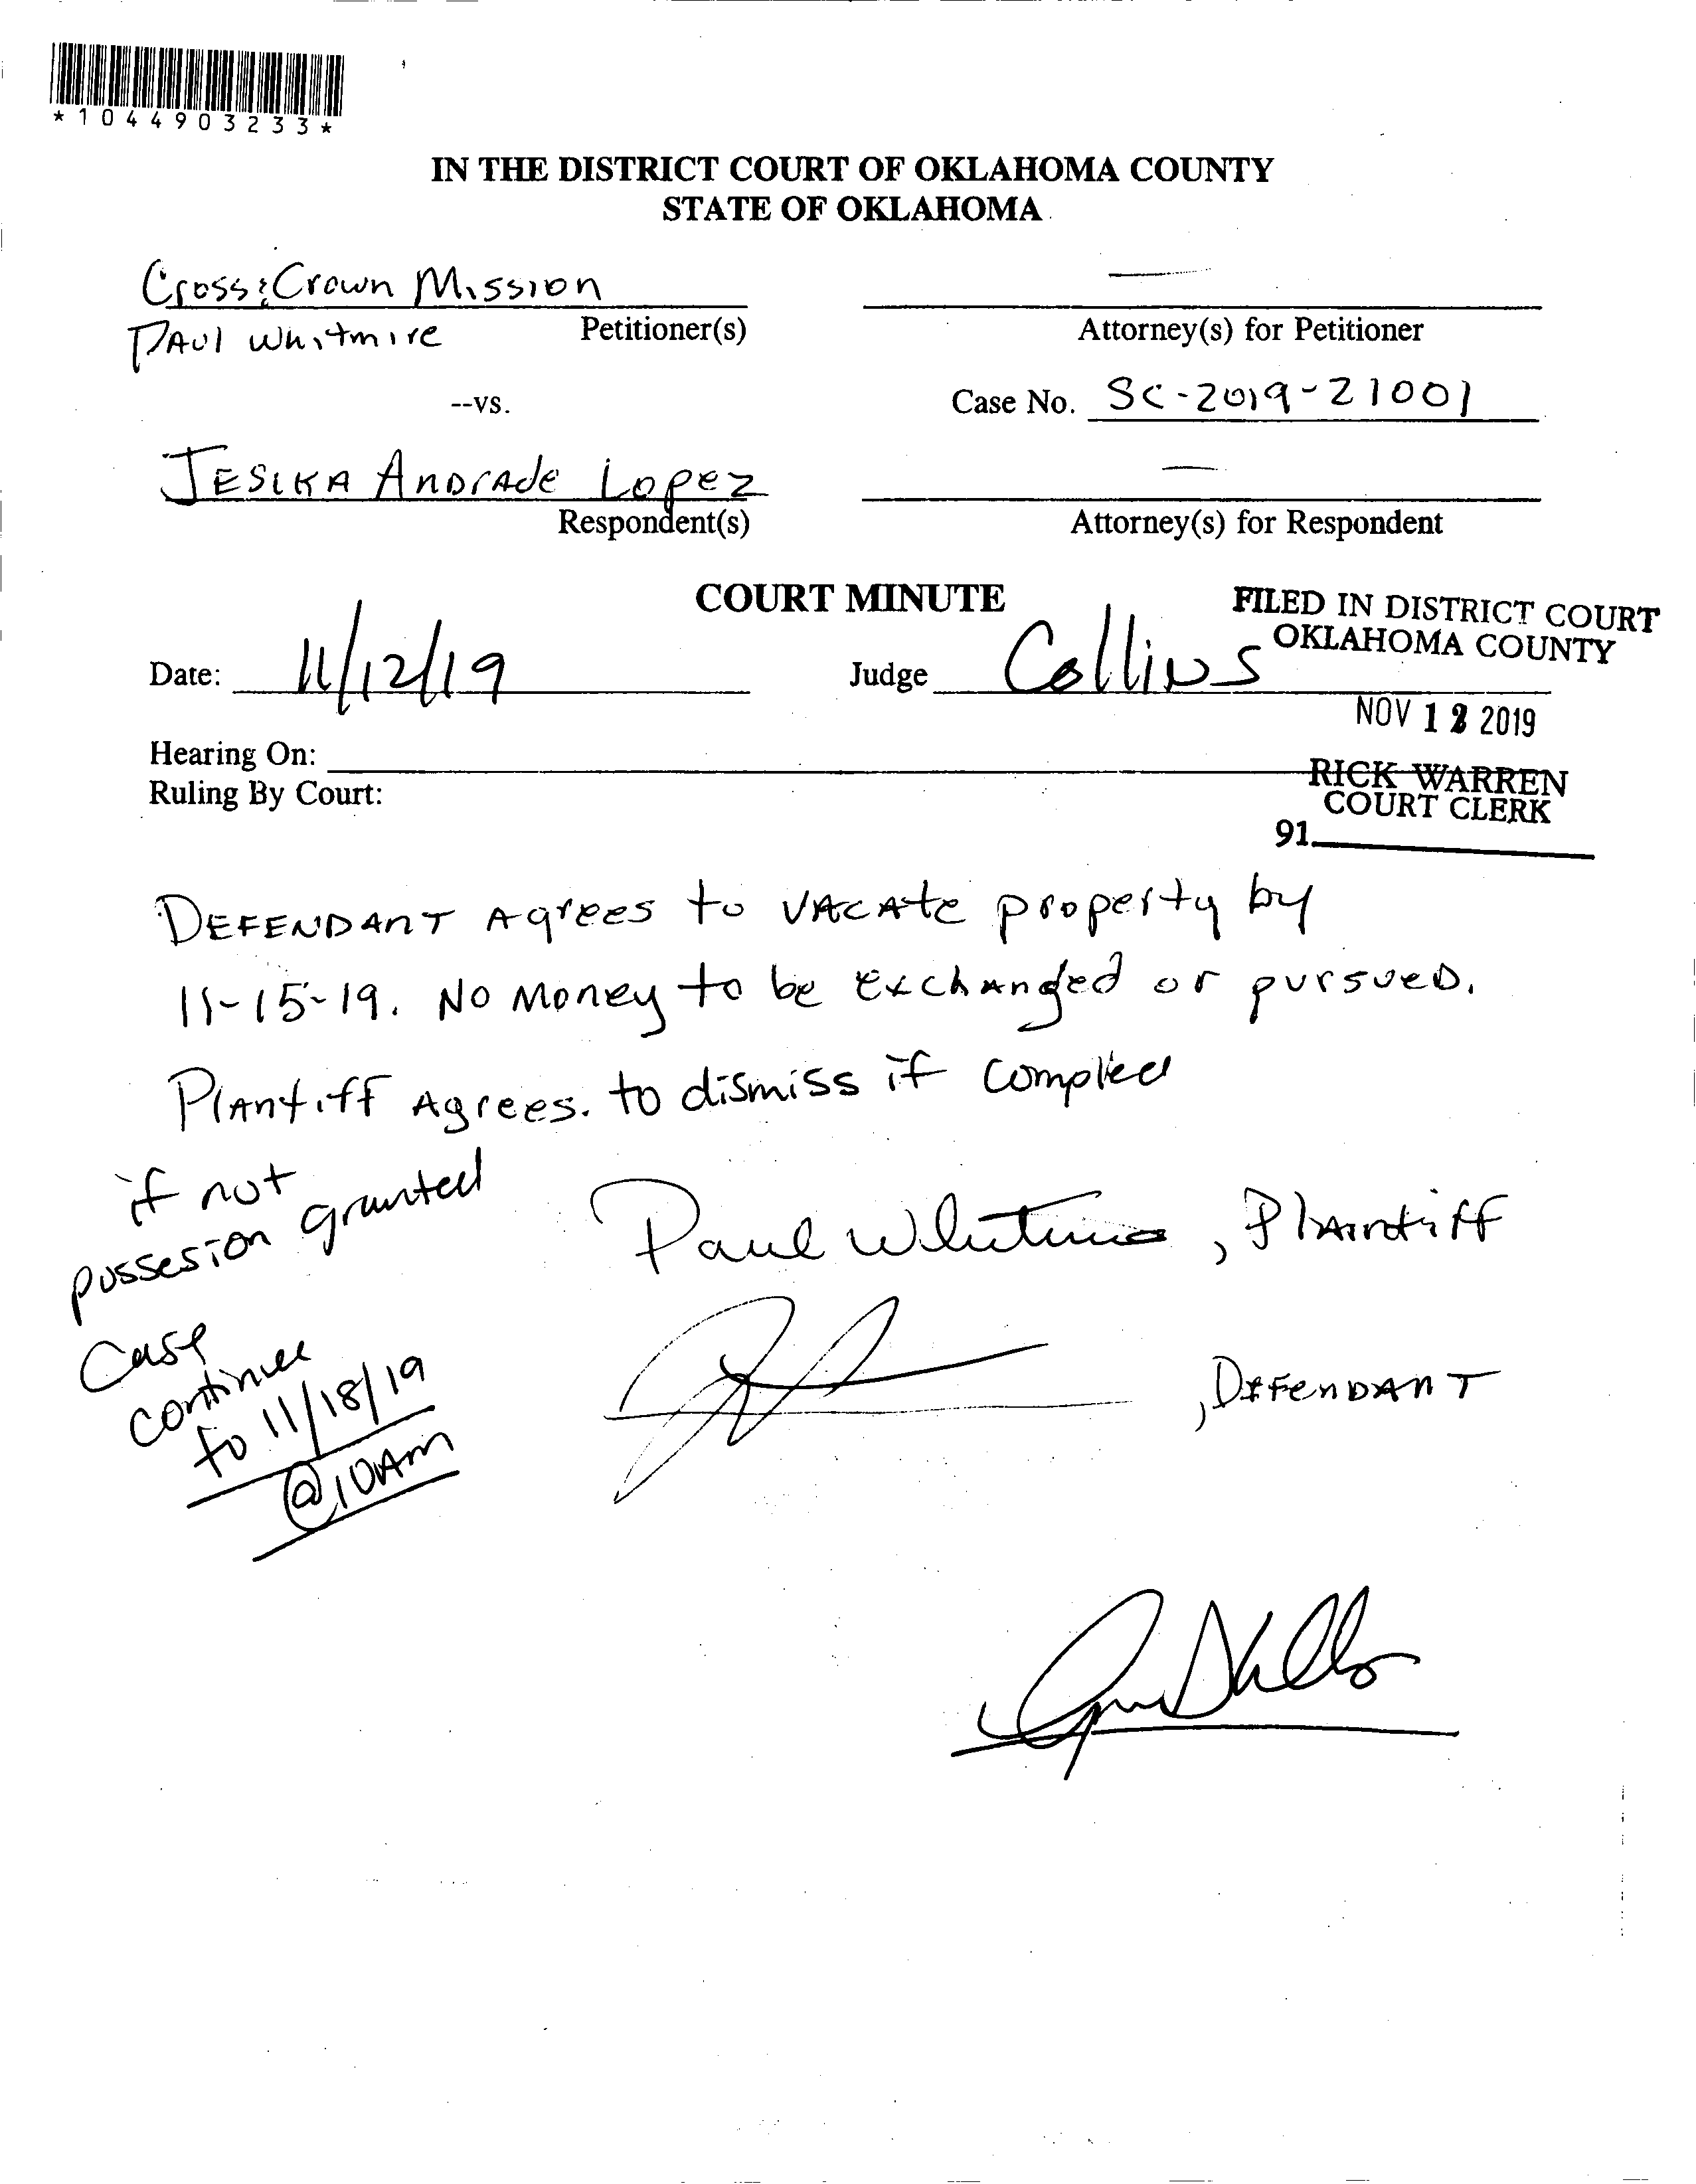 *1044903233*
IN THE DISTRICT COURT OF OKLAHOMA COUNTY
STATE OF OKLAHOMA
Cross & Crown Mission
Paul Whitmire Petitioner(s)
Attorney(s) for Petitioner
--vs.
Case No. SC-2019-21001
JESIKA Andrade Lopez
Respondent(s)
Attorney(s) for Respondent
COURT MINUTE
FILED IN DISTRICT COURT
OKLAHOMA COUNTY
Date: 11/12/19 Judge Collins
NOV 12 2019
Hearing On:
RICK WARREN
Ruling By Court:
COURT CLERK
91
DEFENDANT Agrees to VACAte property by
11-15-19. No Money to be exchanged or pursued.
Plantiff Agrees. to dismiss if complied
if not
possesion granted
Case
continue
to 11/18/19
@ 10AM
Paul Whitmire, Plaintiff
, DEFENDANT